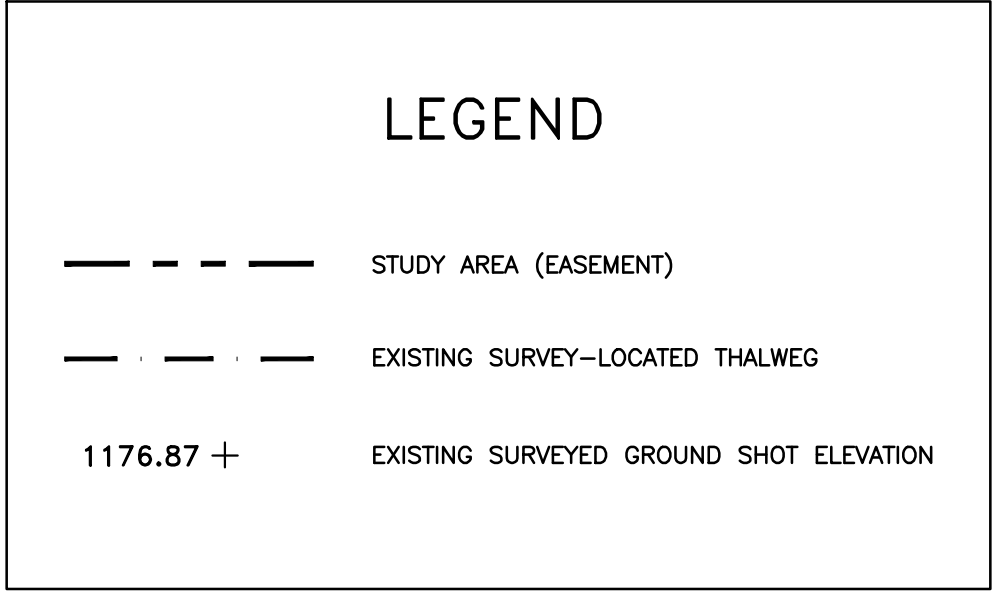 LEGEND
STUDY AREA (EASEMENT)
EXISTING SURVEY-LOCATED THALWEG
1176.87 + EXISTING SURVEYED GROUND SHOT ELEVATION